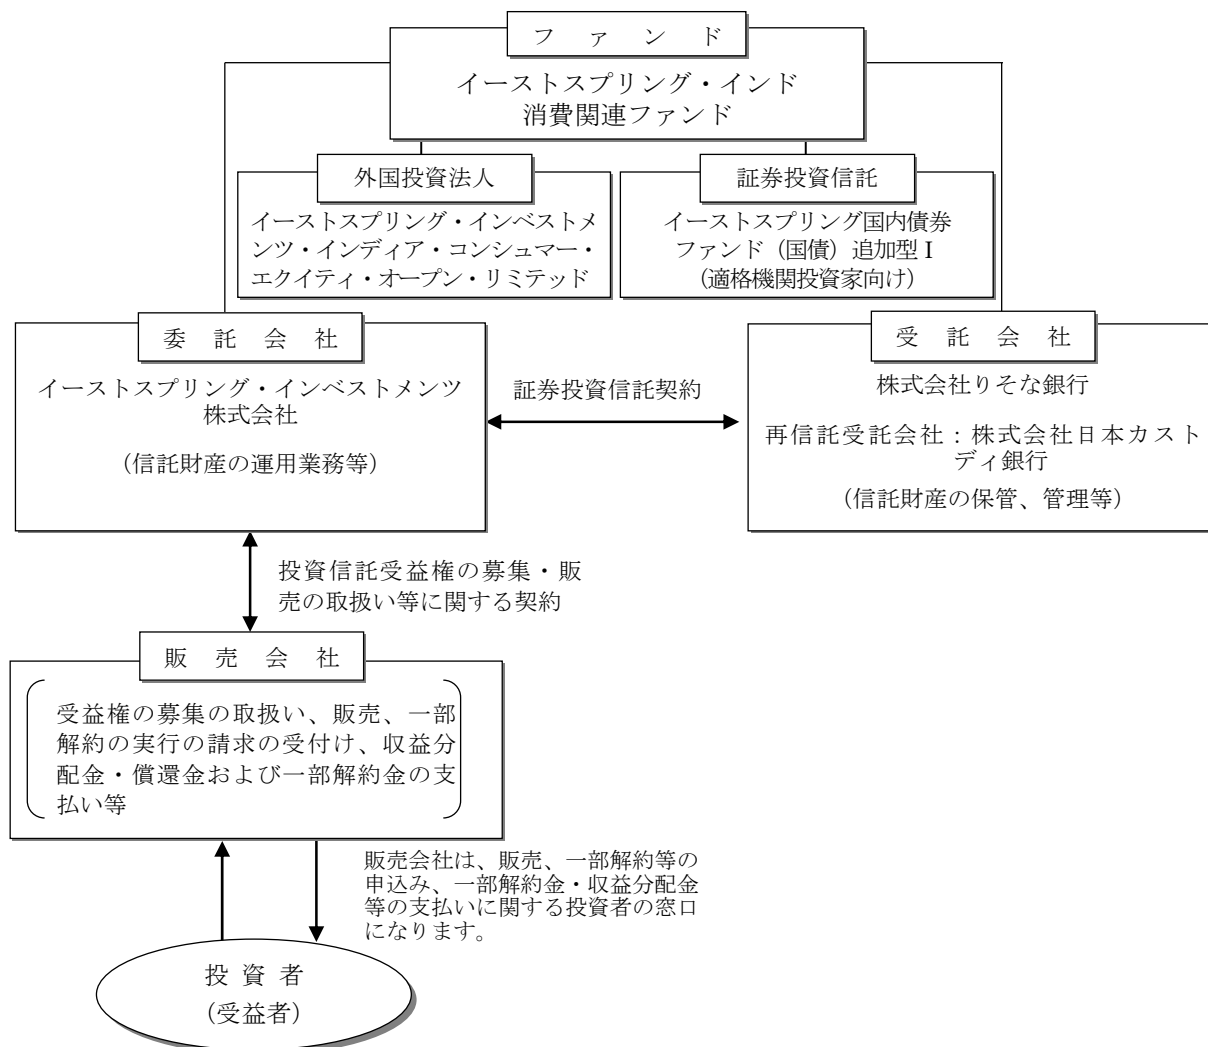 ファンド
イーストスプリング・インド
消費関連ファンド
外国投資法人
イーストスプリング・インベストメ
ンツ・インディア・コンシュマー・
エクイティ・オープン・リミテッド
証券投資信託
イーストスプリング国内債券
ファンド（国債）追加型Ⅰ
（適格機関投資家向け）
委託会社
イーストスプリング・インベストメンツ
株式会社
（信託財産の運用業務等）
証券投資信託契約
受託会社
株式会社りそな銀行
再信託受託会社：株式会社日本カスト
ディ銀行
（信託財産の保管、管理等）
投資信託受益権の募集・販
売の取扱い等に関する契約
販売会社
受益権の募集の取扱い、販売、一部
解約の実行の請求の受付け、収益分
配金・償還金および一部解約金の支
払い等
販売会社は、販売、一部解約等の
申込み、一部解約金・収益分配金
等の支払いに関する投資者の窓口
になります。
投資者
（受益者）